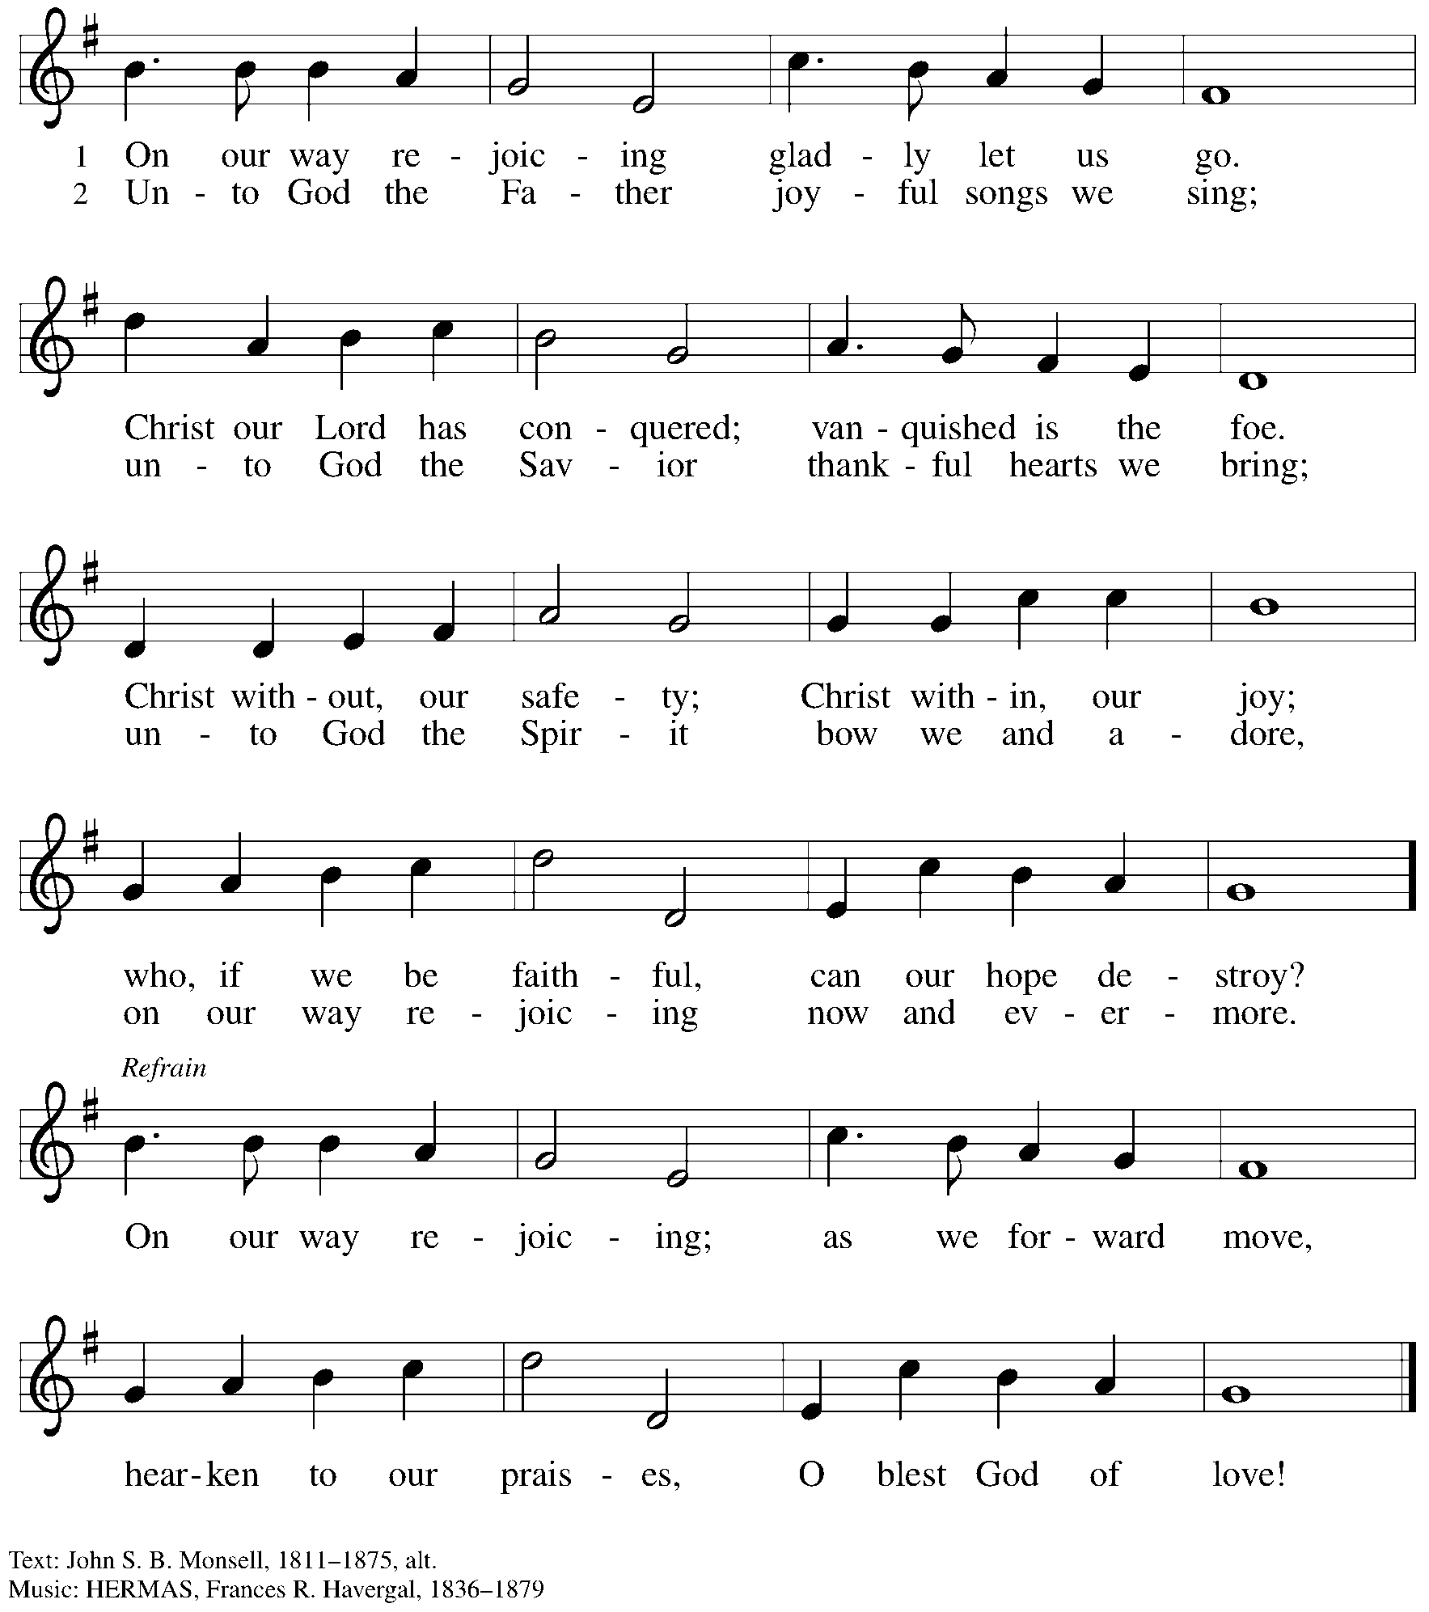 1 On our way re - joic - ing glad - ly let us go.
2 Un - to God the Fa - ther joy - ful songs we sing;
Christ our Lord has con - quered; van - quished is the foe.
un - to God the Sav - ior thank - ful hearts we bring;
Christ with - out, our safe - ty; Christ with - in, our joy;
un - to God the Spir - it bow we and a - dore,
who, if we be faith - ful, can our hope de - stroy?
on our way re - joic - ing now and ev - er - more.
Refrain
On our way re - joic - ing; as we for - ward move,
hear - ken to our prais - es, O blest God of love!
Text: John S. B. Monsell, 1811–1875, alt.
Music: HERMAS, Frances R. Havergal, 1836–1879